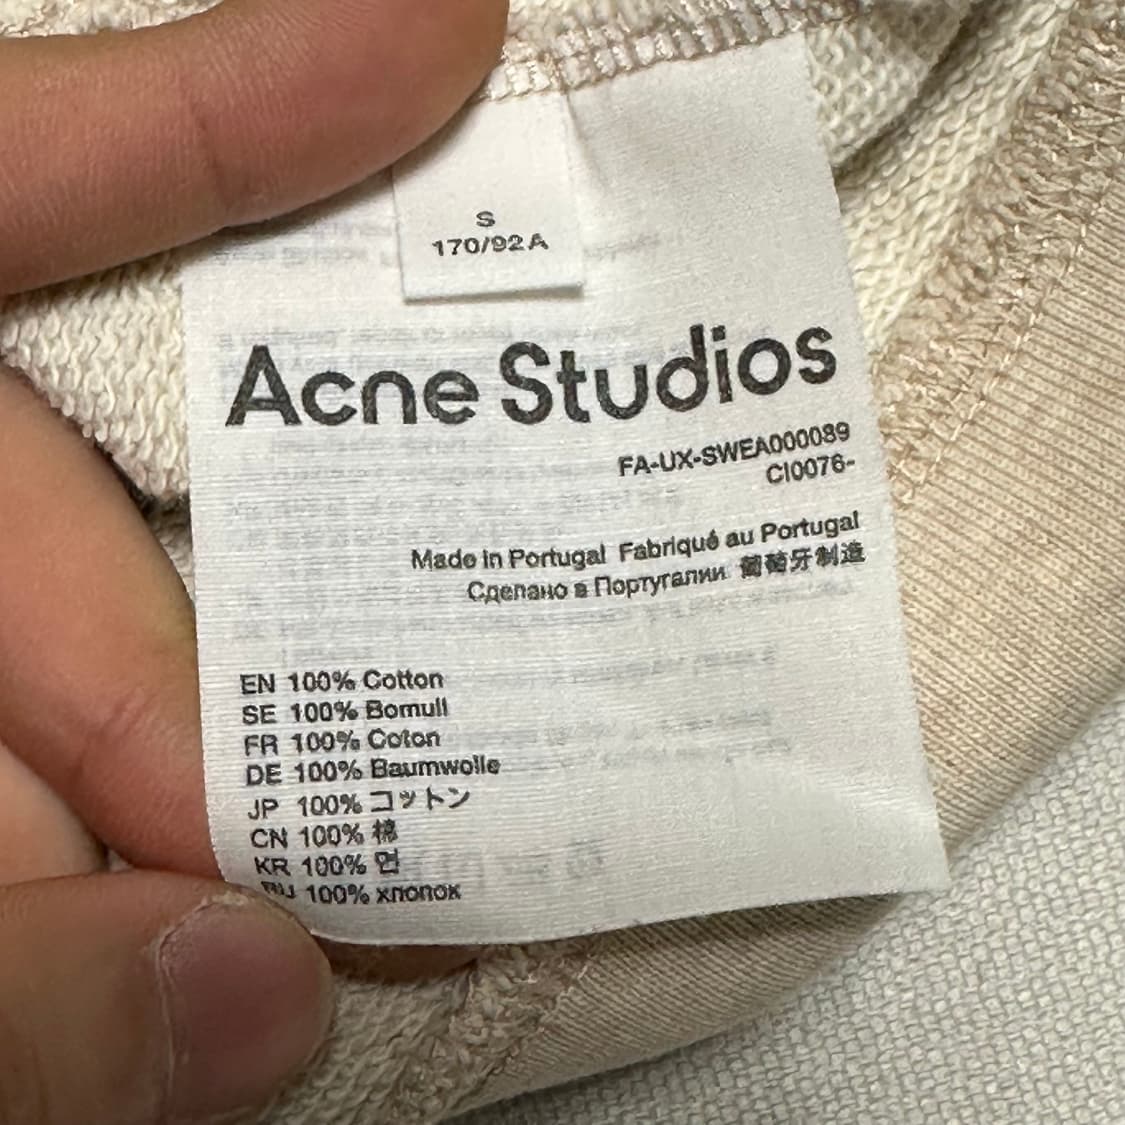 S
170/92A
Acne Studios
FA-UX-SWEA000089
CI0076-
Made in Portugal Fabriqué au Portugal
Сделано в Португалии 葡萄牙制造
EN 100% Cotton
SE 100% Bomull
FR 100% Coton
DE 100% Baumwolle
JP 100% コットン
CN 100% 棉
KR 100% 면
RU 100% хлопок